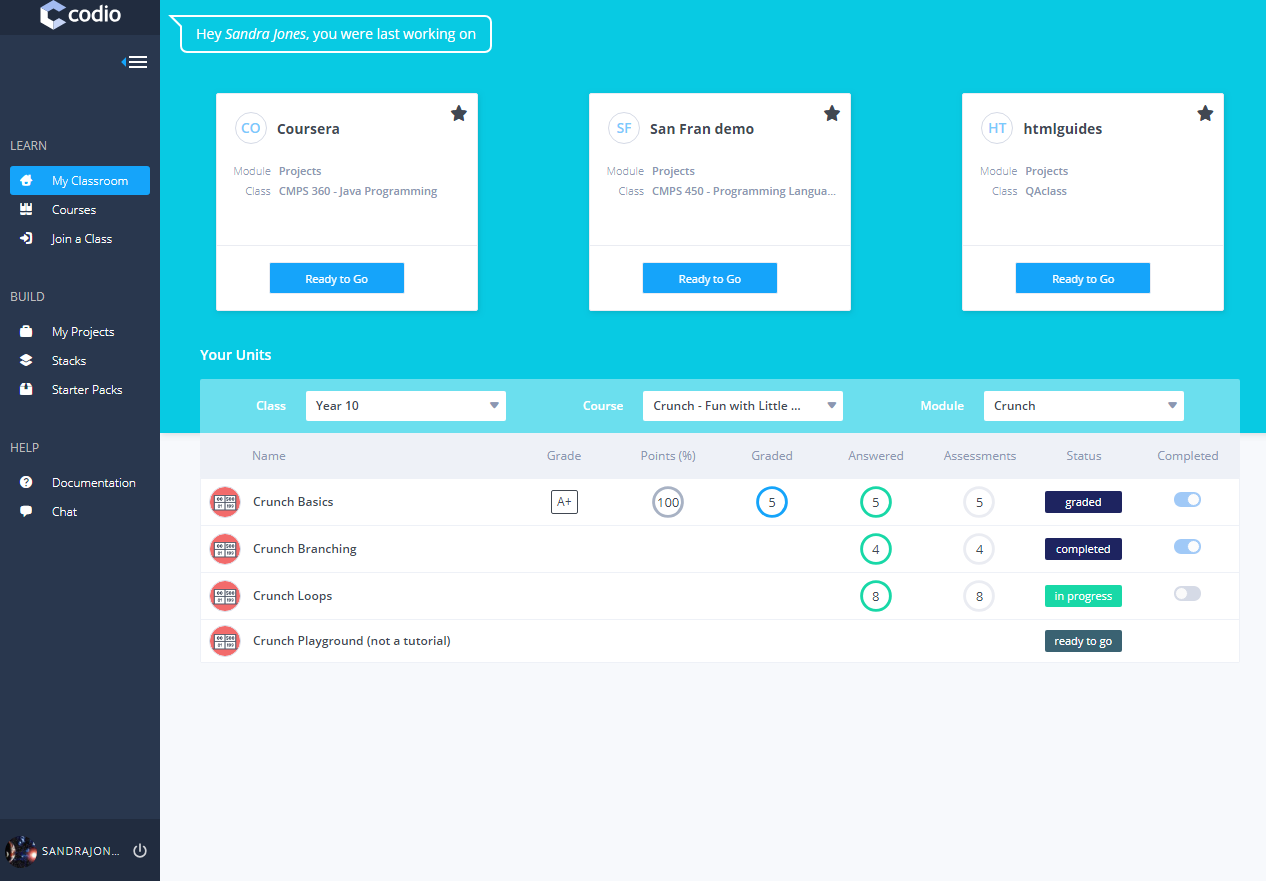 codio
Hey Sandra Jones, you were last working on
LEARN
My Classroom
Courses
Join a Class
BUILD
My Projects
Stacks
Starter Packs
HELP
Documentation
Chat
SANDRAJON...
CO Coursera
Module Projects
Class CMPS 360 - Java Programming
Ready to Go
SF San Fran demo
Module Projects
Class CMPS 450 - Programming Langua...
Ready to Go
HT htmlguides
Module Projects
Class QAclass
Ready to Go
Your Units
Class Year 10 Course Crunch - Fun with Little ... Module Crunch
Name Grade Points (%) Graded Answered Assessments Status Completed
Crunch Basics A+ 100 5 5 5 graded
Crunch Branching 4 4 completed
Crunch Loops 8 8 in progress
Crunch Playground (not a tutorial) ready to go